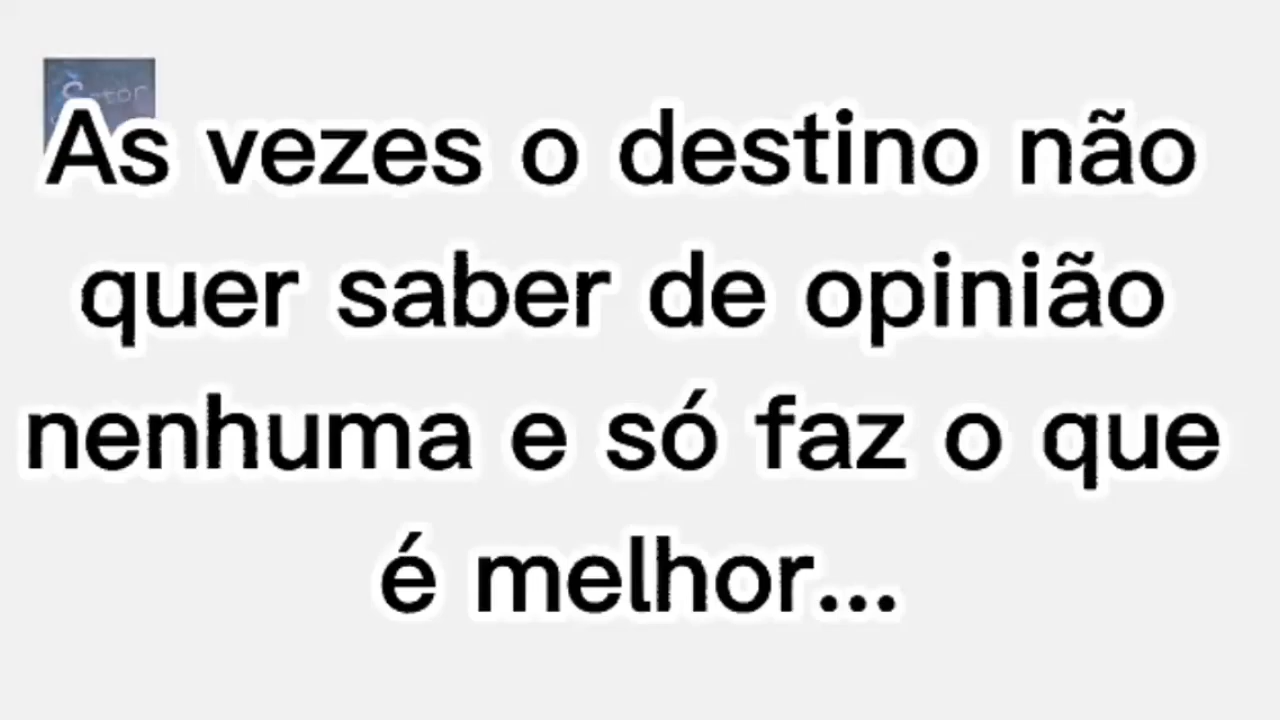 As vezes o destino não
quer saber de opinião
nenhuma e só faz o que
é melhor...